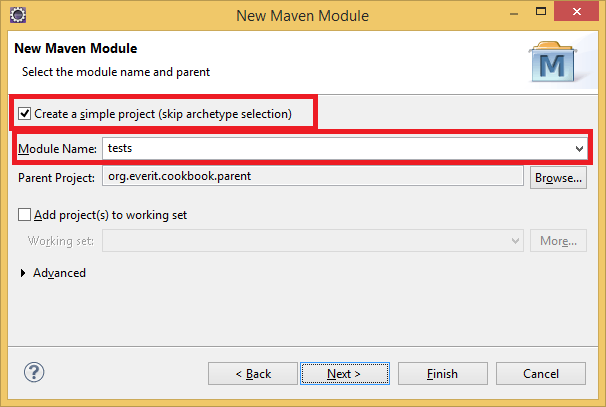 New Maven Module
New Maven Module
Select the module name and parent
M
Create a simple project (skip archetype selection)
Module Name: tests
Parent Project: org.everit.cookbook.parent Browse...
Add project(s) to working set
Working set: More...
Advanced
? < Back Next > Finish Cancel